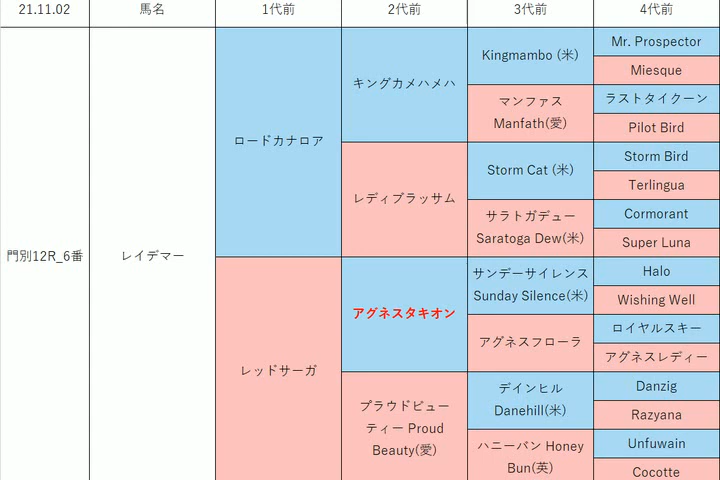 21.11.02 馬名 1代前 2代前 3代前 4代前
門別12R_6番
レイデマー
ロードカナロア
キングカメハメハ
Kingmambo (米)
Mr. Prospector
Miesque
マンファス
Manfath(愛)
ラストタイクーン
Pilot Bird
レディブラッサム
Storm Cat (米)
Storm Bird
Terlingua
サラトガデュー
Saratoga Dew(米)
Cormorant
Super Luna
レッドサーガ
アグネスタキオン
サンデーサイレンス
Sunday Silence(米)
Halo
Wishing Well
アグネスフローラ
ロイヤルスキー
アグネスレディー
プラウドビュー
ティー Proud
Beauty(愛)
デインヒル
Danehill(米)
Danzig
Razyana
ハニーバン Honey
Bun(英)
Unfuwain
Cocotte